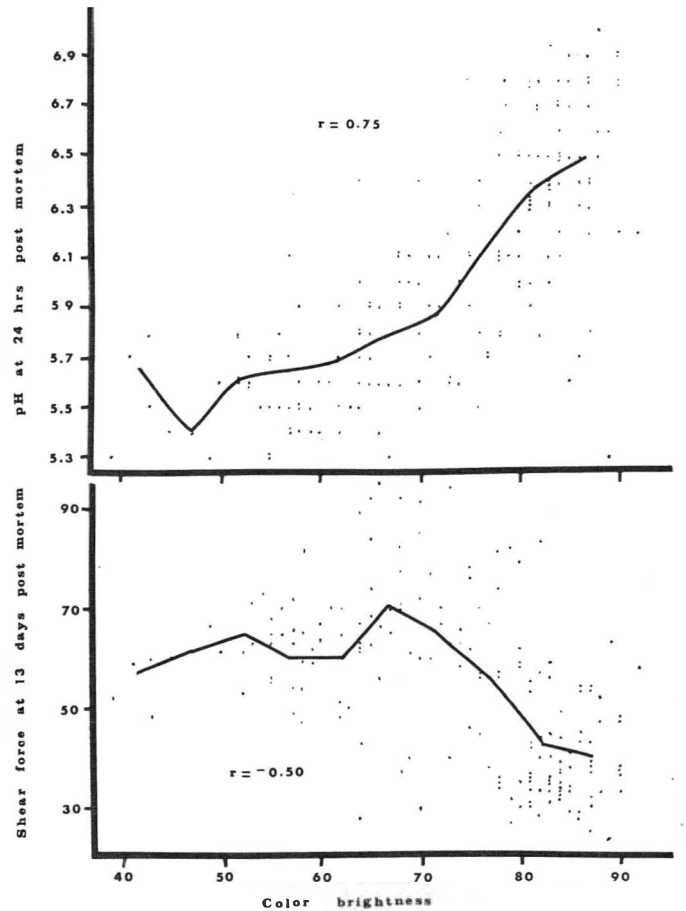 pH at 24 hrs post mortem
6.9
6.7
6.5
6.3
6.1
5.9
5.7
5.5
5.3
r = 0.75
Shear force at 13 days post mortem
90
70
50
30
r = -0.50
40 50 60 70 80 90
Color brightness